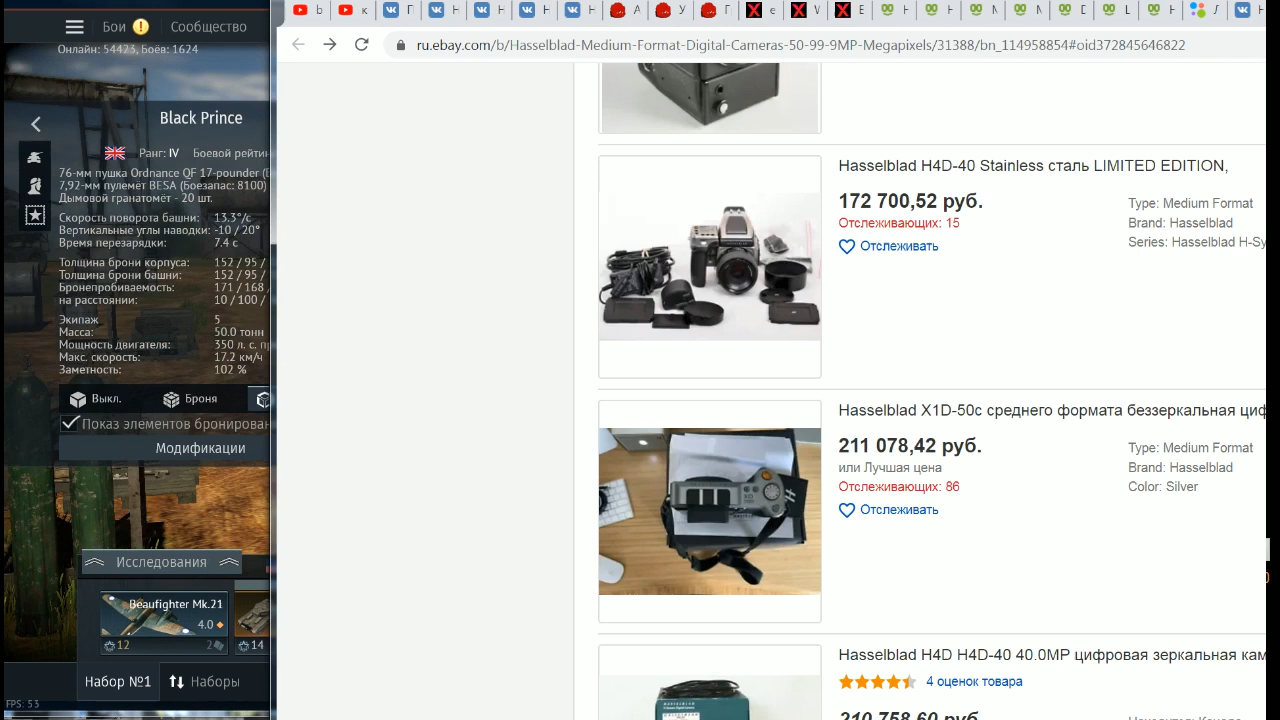 Бои
Сообщество
Онлайн: 54423, Боёв: 1624
Black Prince
Ранг: IV Боевой рейтин
76-мм пушка Ordnance QF 17-pounder (Б
7,92-мм пулемёт BESA (Боезапас: 8100)
Дымовой гранатомёт - 20 шт.
Скорость поворота башни: 13.3°/с
Вертикальные углы наводки: -10 / 20°
Время перезарядки: 7.4 с
Толщина брони корпуса: 152 / 95 /
Толщина брони башни: 152 / 95 /
Бронепробиваемость: 171 / 168 /
на расстоянии: 10 / 100 /
Экипаж 5
Масса: 50.0 тонн
Мощность двигателя: 350 л. с. пр
Макс. скорость: 17.2 км/ч
Заметность: 102 %
Выкл.
Броня
Показ элементов бронирован
Модификации
Исследования
Beaufighter Mk.21
4.0
12
2
14
Набор №1
Наборы
FPS: 53
ru.ebay.com/b/Hasselblad-Medium-Format-Digital-Cameras-50-99-9MP-Megapixels/31388/bn_114958854#oid372845646822
Hasselblad H4D-40 Stainless сталь LIMITED EDITION,
172 700,52 руб.
Отслеживающих: 15
Отслеживать
Type: Medium Format
Brand: Hasselblad
Series: Hasselblad H-Sy
Hasselblad X1D-50c среднего формата беззеркальная циф
211 078,42 руб.
или Лучшая цена
Отслеживающих: 86
Отслеживать
Type: Medium Format
Brand: Hasselblad
Color: Silver
Hasselblad H4D H4D-40 40.0MP цифровая зеркальная кам
4 оценок товара
210 758,60 руб.